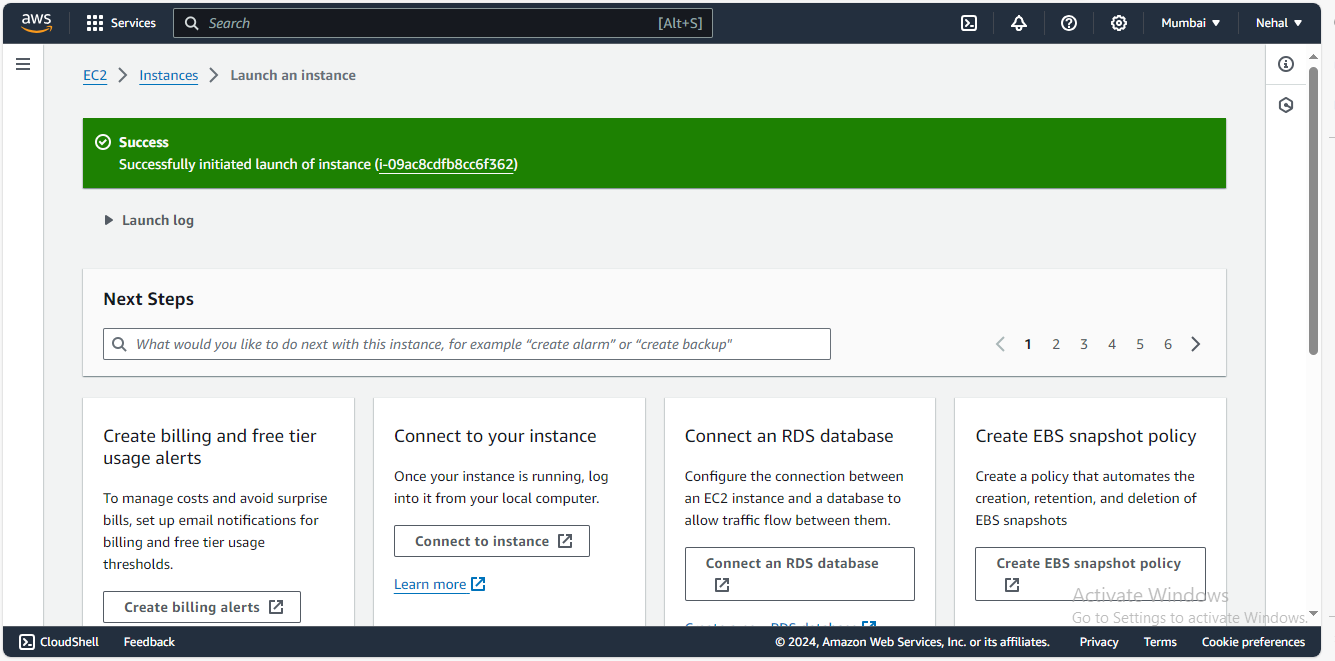 aws
Services
Search
[Alt+S]
Mumbai
Nehal
EC2
Instances
Launch an instance
Success
Successfully initiated launch of instance (i-09ac8cdfb8cc6f362)
Launch log
Next Steps
What would you like to do next with this instance, for example “create alarm” or “create backup”
1 2 3 4 5 6
Create billing and free tier
usage alerts
To manage costs and avoid surprise
bills, set up email notifications for
billing and free tier usage
thresholds.
Create billing alerts
Connect to your instance
Once your instance is running, log
into it from your local computer.
Connect to instance
Learn more
Connect an RDS database
Configure the connection between
an EC2 instance and a database to
allow traffic flow between them.
Connect an RDS database
Create EBS snapshot policy
Create a policy that automates the
creation, retention, and deletion of
EBS snapshots
Create EBS snapshot policy
Activate Windows
Go to Settings to activate Windows.
CloudShell
Feedback
© 2024, Amazon Web Services, Inc. or its affiliates.
Privacy
Terms
Cookie preferences